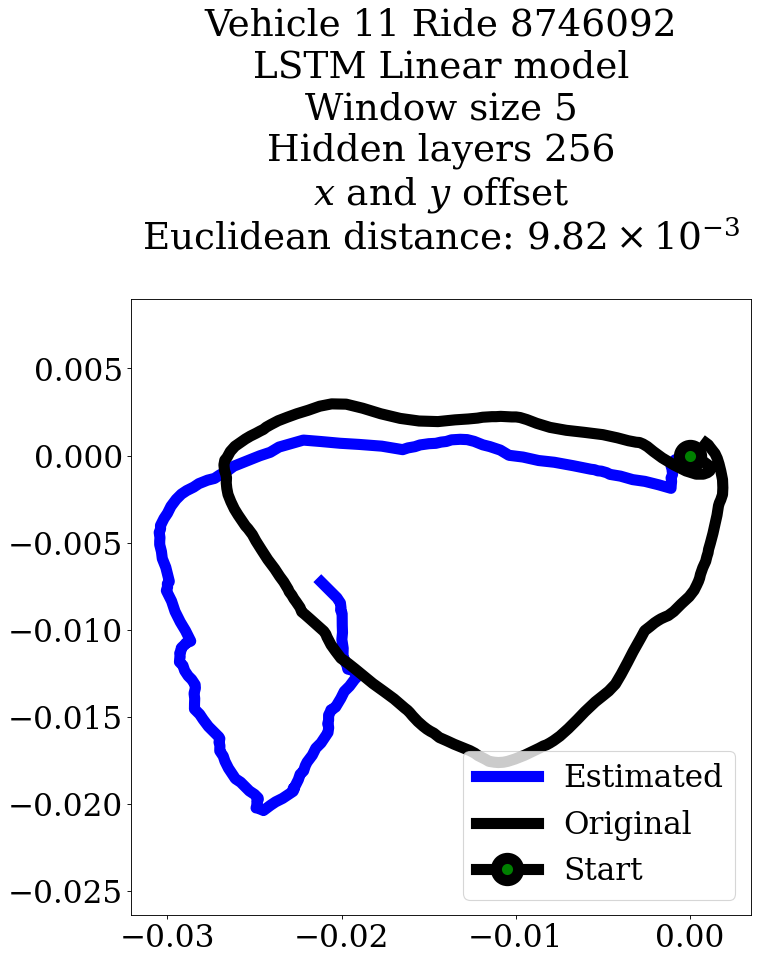 Vehicle 11 Ride 8746092
LSTM Linear model
Window size 5
Hidden layers 256
x and y offset
Euclidean distance: 9.82 × 10⁻³
0.005
0.000
−0.005
−0.010
−0.015
−0.020
−0.025
Estimated
Original
Start
−0.03
−0.02
−0.01
0.00